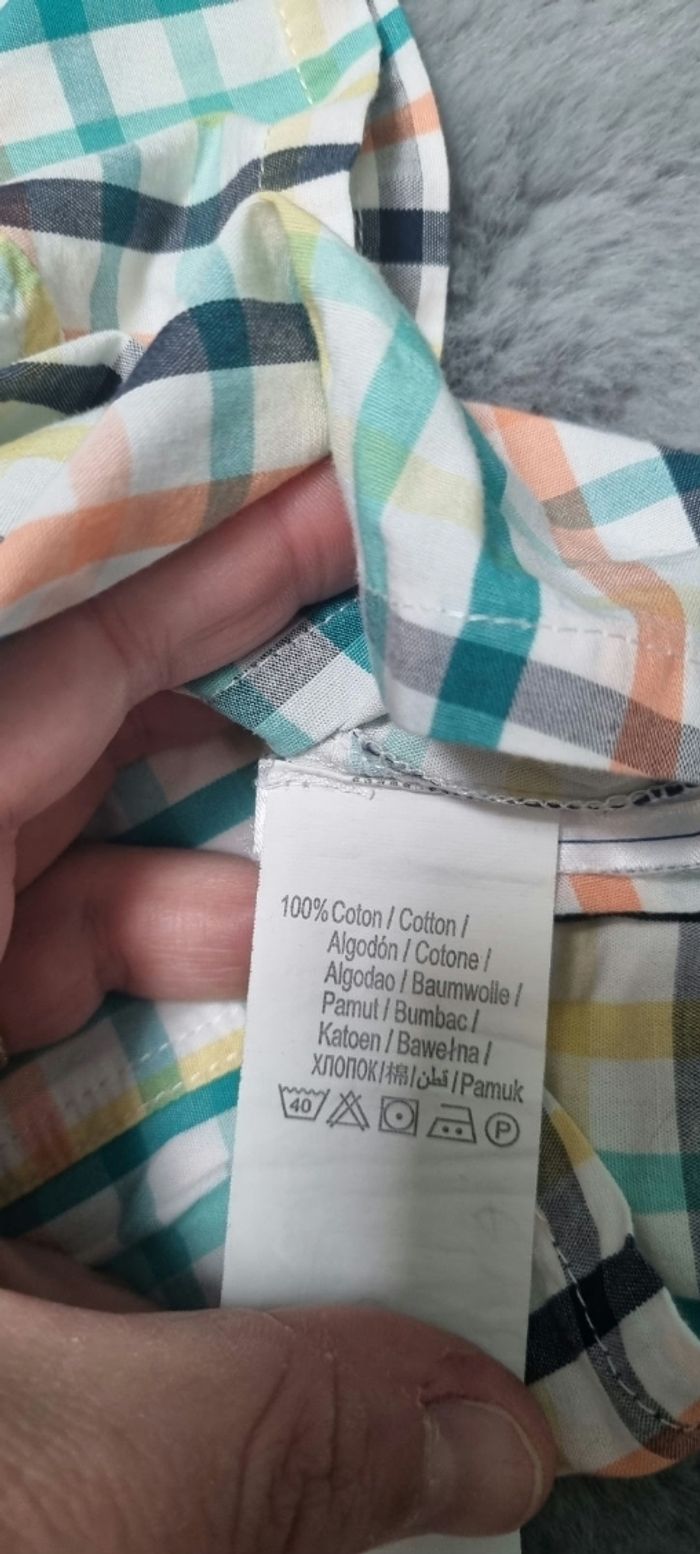 100% Coton / Cotton /
Algodón / Cotone /
Algodao / Baumwolle /
Pamut / Bumbac /
Katoen / Bawełna /
ХЛОПОК/棉/قطن/Pamuk
40 P